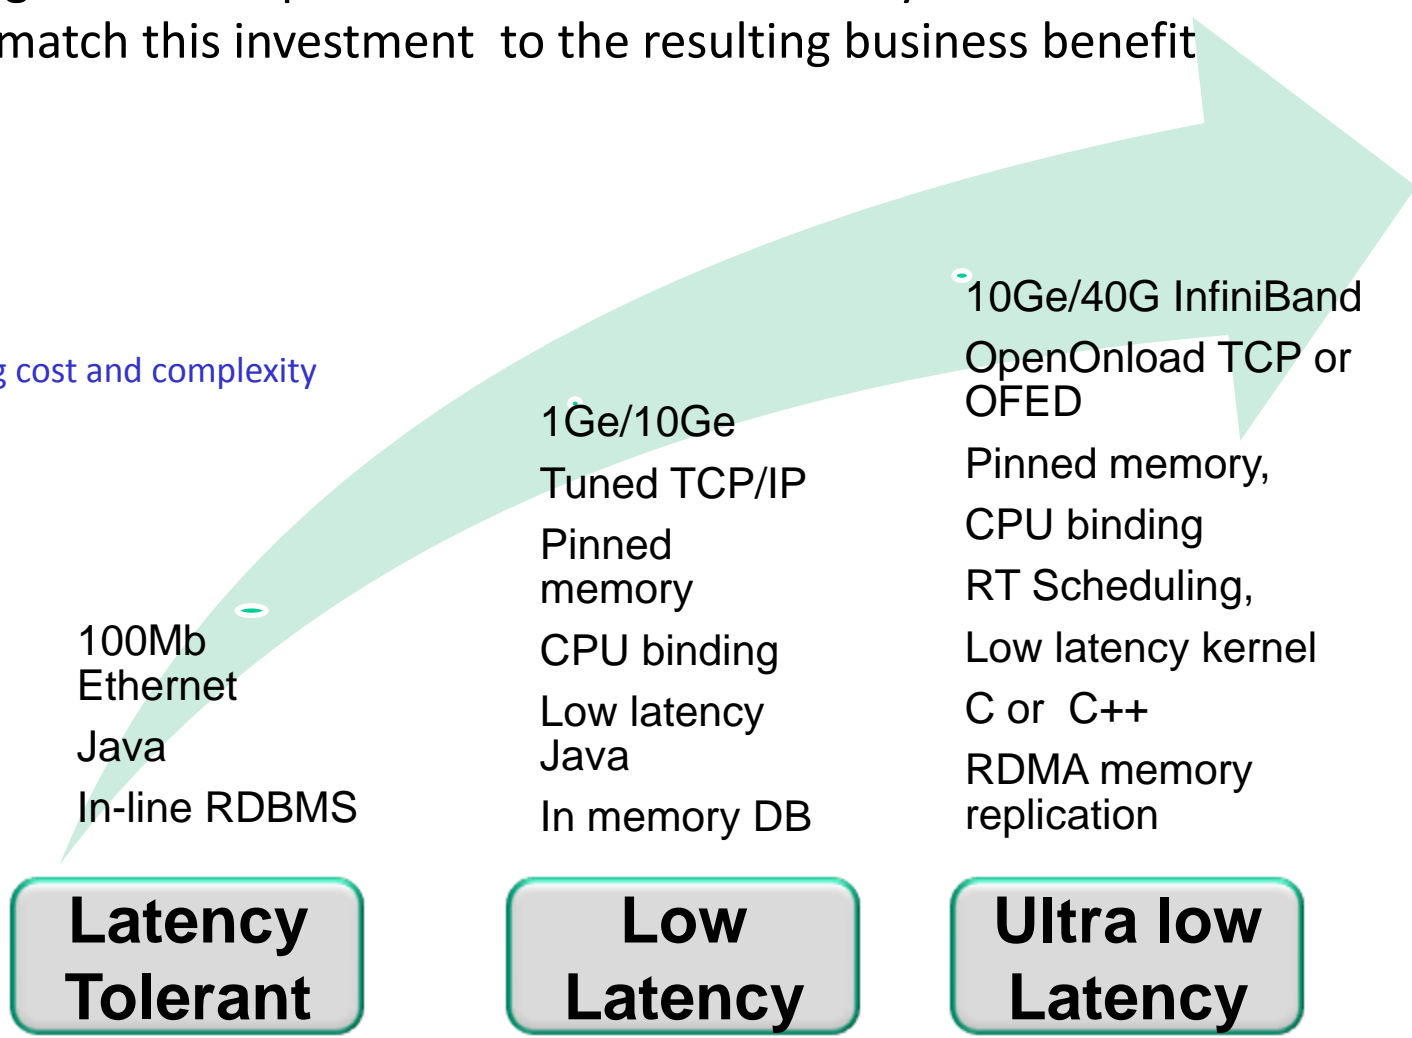 match this investment to the resulting business benefit
cost and complexity
100Mb
Ethernet
Java
In-line RDBMS
1Ge/10Ge
Tuned TCP/IP
Pinned
memory
CPU binding
Low latency
Java
In memory DB
10Ge/40G InfiniBand
OpenOnload TCP or
OFED
Pinned memory,
CPU binding
RT Scheduling,
Low latency kernel
C or C++
RDMA memory
replication
Latency
Tolerant
Low
Latency
Ultra low
Latency